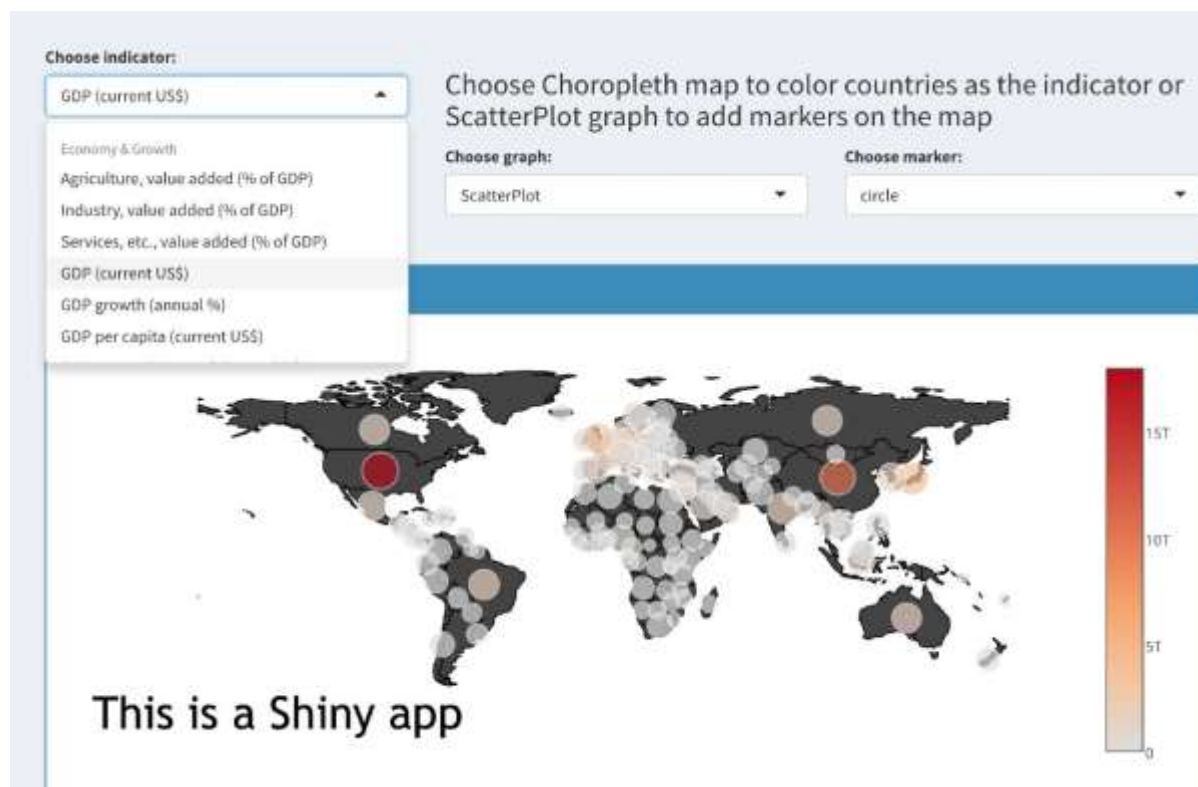 Choose indicator:
GDP (current US$)
Economy & Growth
Agriculture, value added (% of GDP)
Industry, value added (% of GDP)
Services, etc., value added (% of GDP)
GDP (current US$)
GDP growth (annual %)
GDP per capita (current US$)
Choose Choropleth map to color countries as the indicator or
ScatterPlot graph to add markers on the map
Choose graph:
ScatterPlot
Choose marker:
circle
15T
10T
5T
0
This is a Shiny app